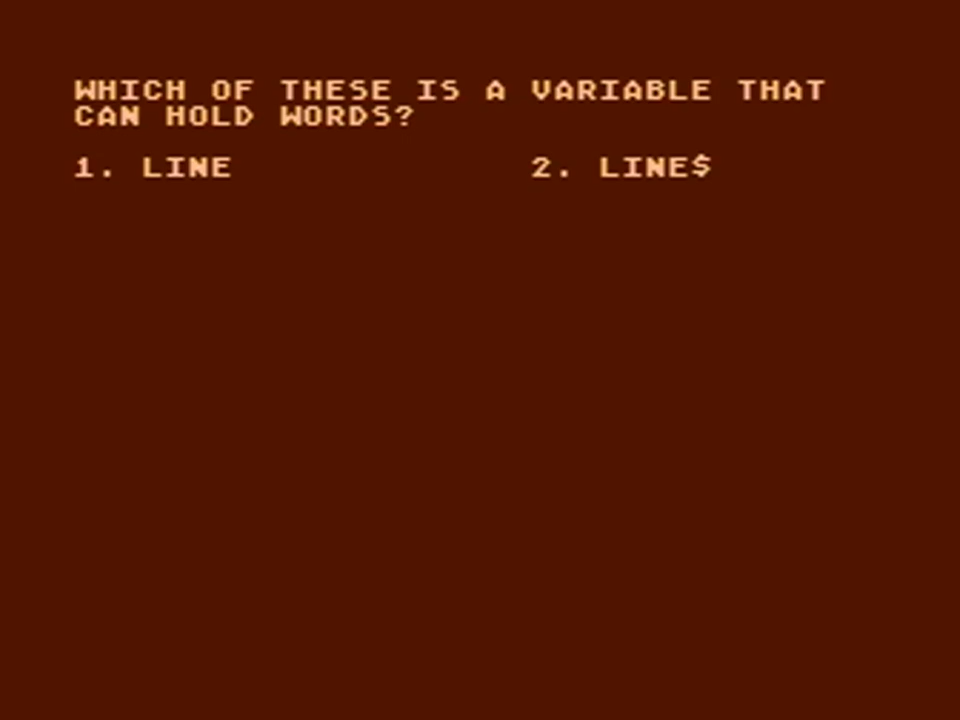 WHICH OF THESE IS A VARIABLE THAT
CAN HOLD WORDS?
1. LINE 2. LINE$